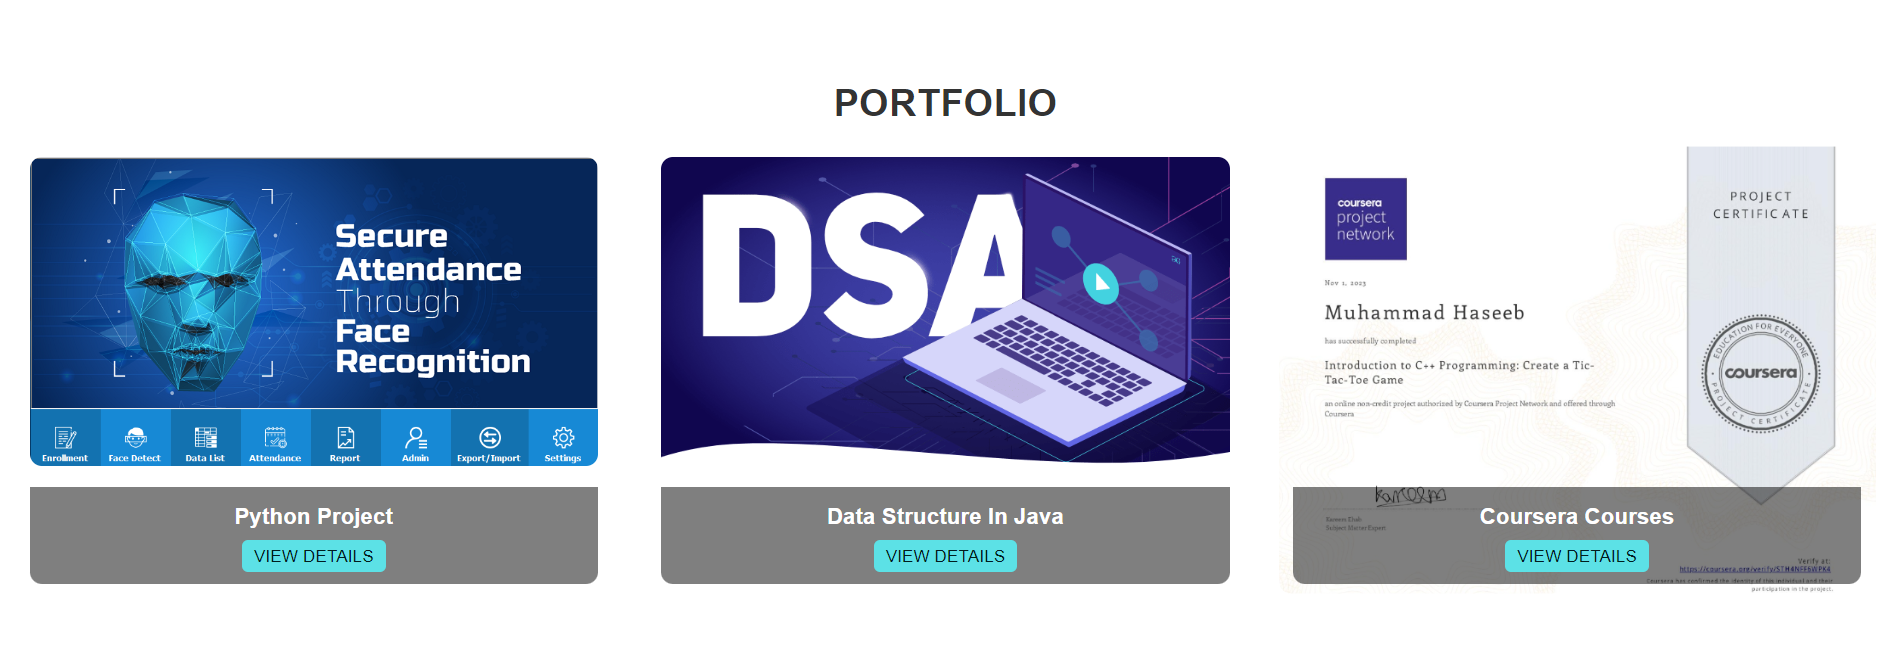 PORTFOLIO
Secure
Attendance
Through
Face
Recognition
Enrollment
Face Detect
Data List
Attendance
Report
Admin
Export/Import
Settings
Python Project
VIEW DETAILS
DSA
Data Structure In Java
VIEW DETAILS
coursera
project
network
Nov 1, 2023
Muhammad Haseeb
has successfully completed
Introduction to C++ Programming: Create a Tic-
Tac-Toe Game
an online non-credit project authorized by Coursera Project Network and offered through
Coursera
PROJECT
CERTIFICATE
EDUCATION FOR EVERYONE
coursera
PROJECT CERTIFICATE
Subject Matter Expert
Coursera Courses
VIEW DETAILS
Verify at:
Coursera has confirmed the identity of this individual and their
participation in the project.